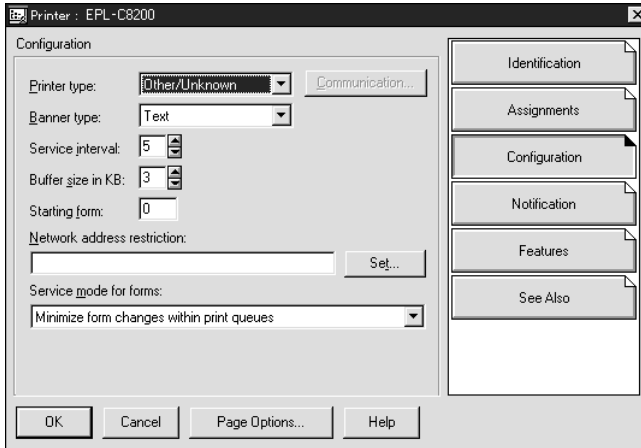 Printer : EPL-C8200
Configuration
Printer type: Other/Unknown Communication...
Banner type: Text
Service interval: 5
Buffer size in KB: 3
Starting form: 0
Network address restriction:
Set...
Service mode for forms:
Minimize form changes within print queues
OK Cancel Page Options... Help
Identification
Assignments
Configuration
Notification
Features
See Also